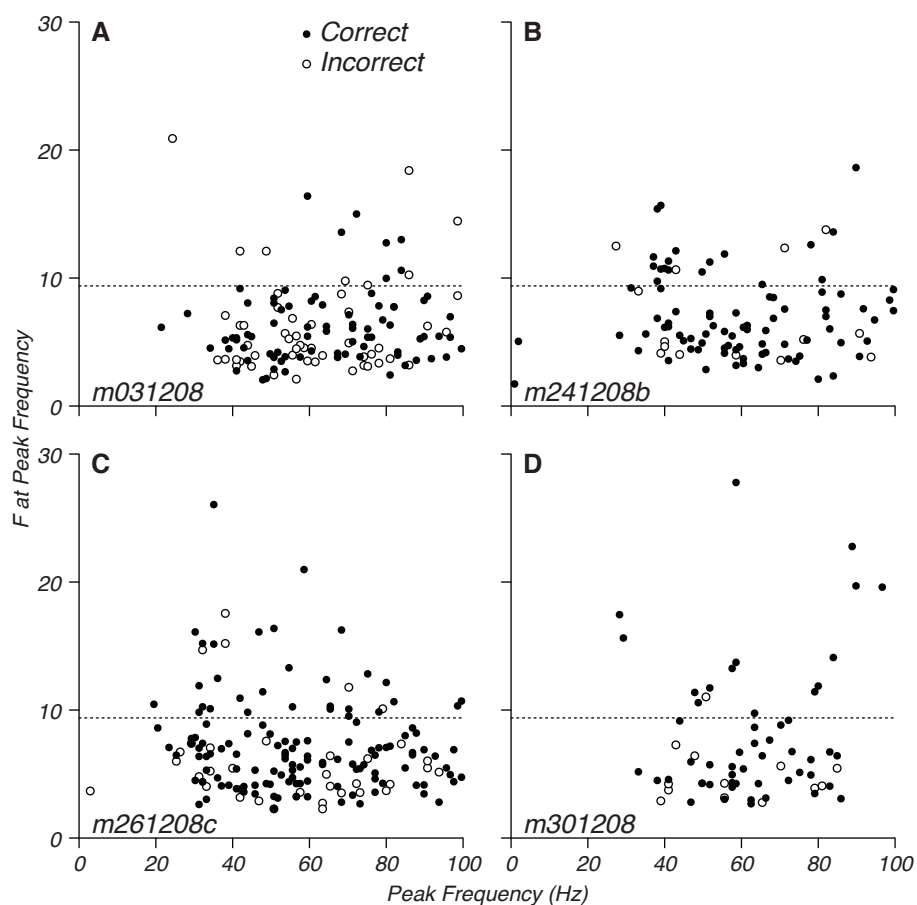 30
A
Correct
Incorrect
B
20
10
0
m031208
m241208b
F at Peak Frequency
30
C
D
20
10
0
m261208c
m301208
0 20 40 60 80 100
0 20 40 60 80 100
Peak Frequency (Hz)